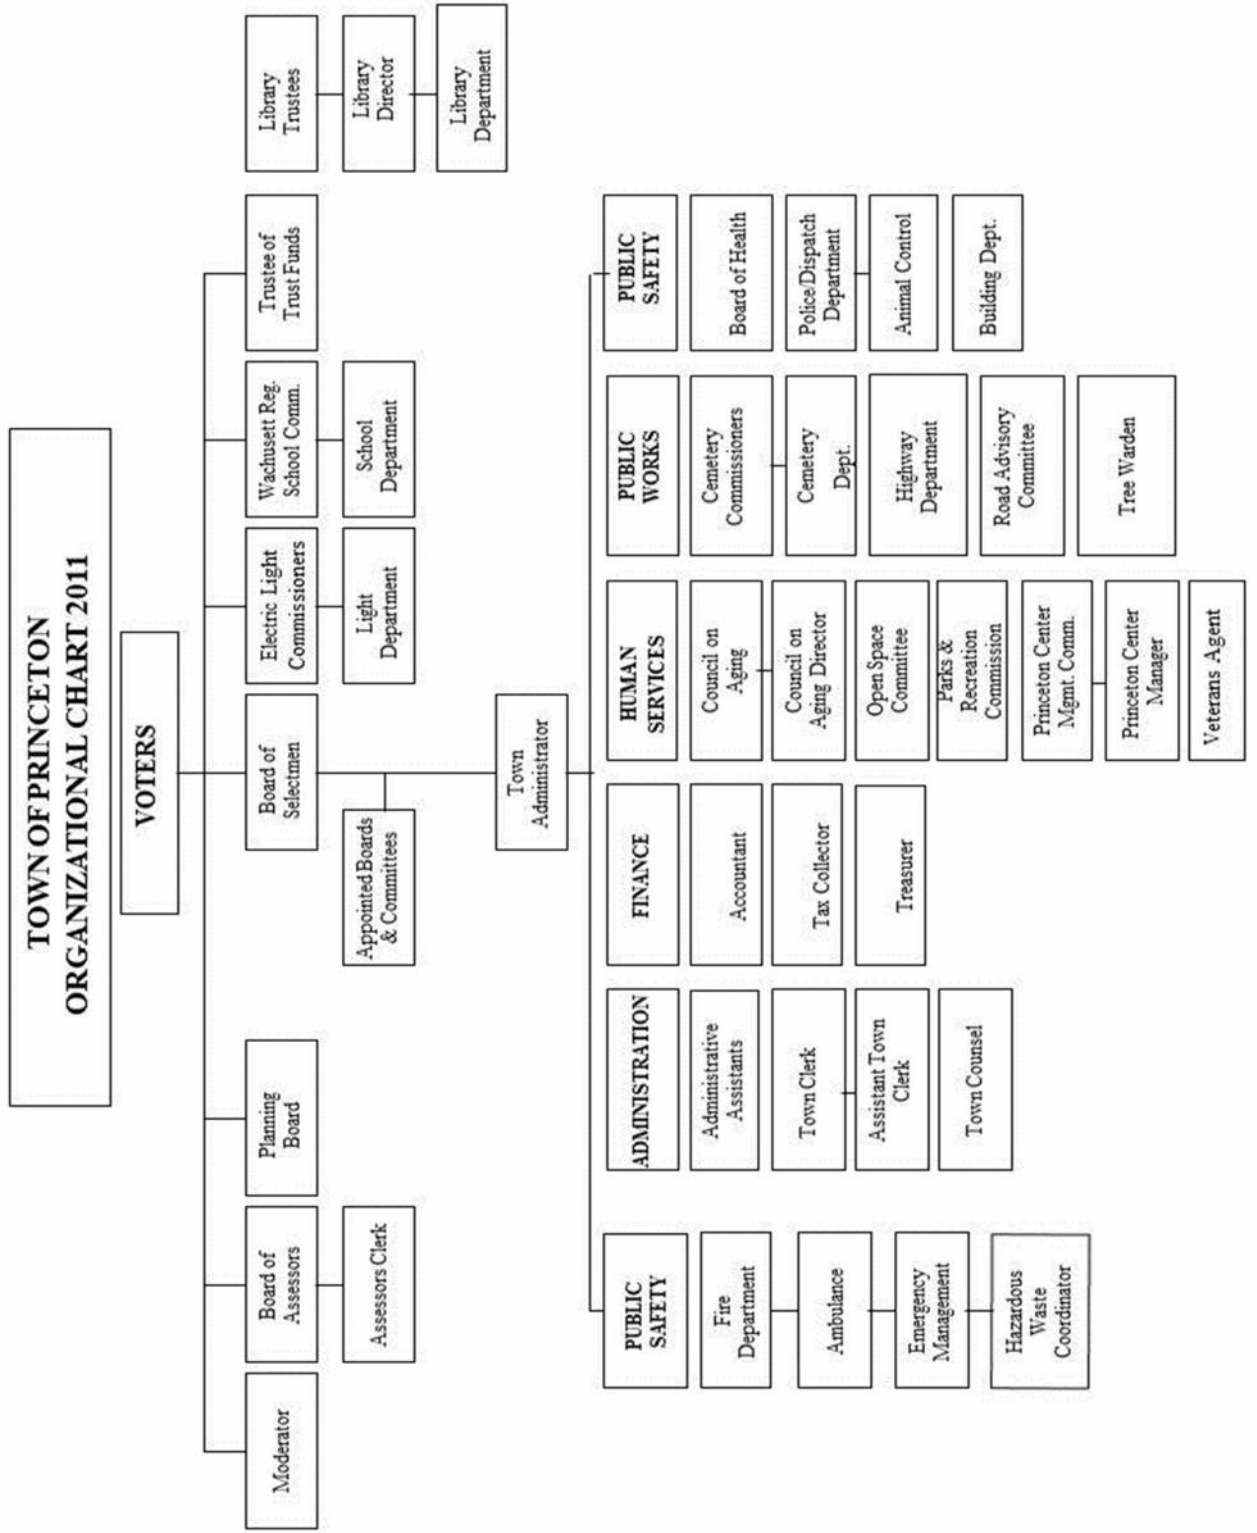 TOWN OF PRINCETON
ORGANIZATIONAL CHART 2011
VOTERS
Moderator
Board of
Assessors
Planning
Board
Board of
Selectmen
Electric Light
Commissioners
Wachusett Reg.
School Comm.
Trustee of
Trust Funds
Library
Trustees
Assessors Clerk
Appointed Boards
& Committees
Light
Department
School
Department
Library
Director
Library
Department
Town
Administrator
PUBLIC
SAFETY
Fire
Department
Ambulance
Emergency
Management
Hazardous
Waste
Coordinator
ADMINISTRATION
Administrative
Assistants
Town Clerk
Assistant Town
Clerk
Town Counsel
FINANCE
Accountant
Tax Collector
Treasurer
HUMAN
SERVICES
Council on
Aging
Council on
Aging Director
Open Space
Committee
Parks &
Recreation
Commission
Princeton Center
Mgmt. Comm.
Princeton Center
Manager
Veterans Agent
PUBLIC
WORKS
Cemetery
Commissioners
Cemetery
Dept.
Highway
Department
Road Advisory
Committee
Tree Warden
PUBLIC
SAFETY
Board of Health
Police/Dispatch
Department
Animal Control
Building Dept.